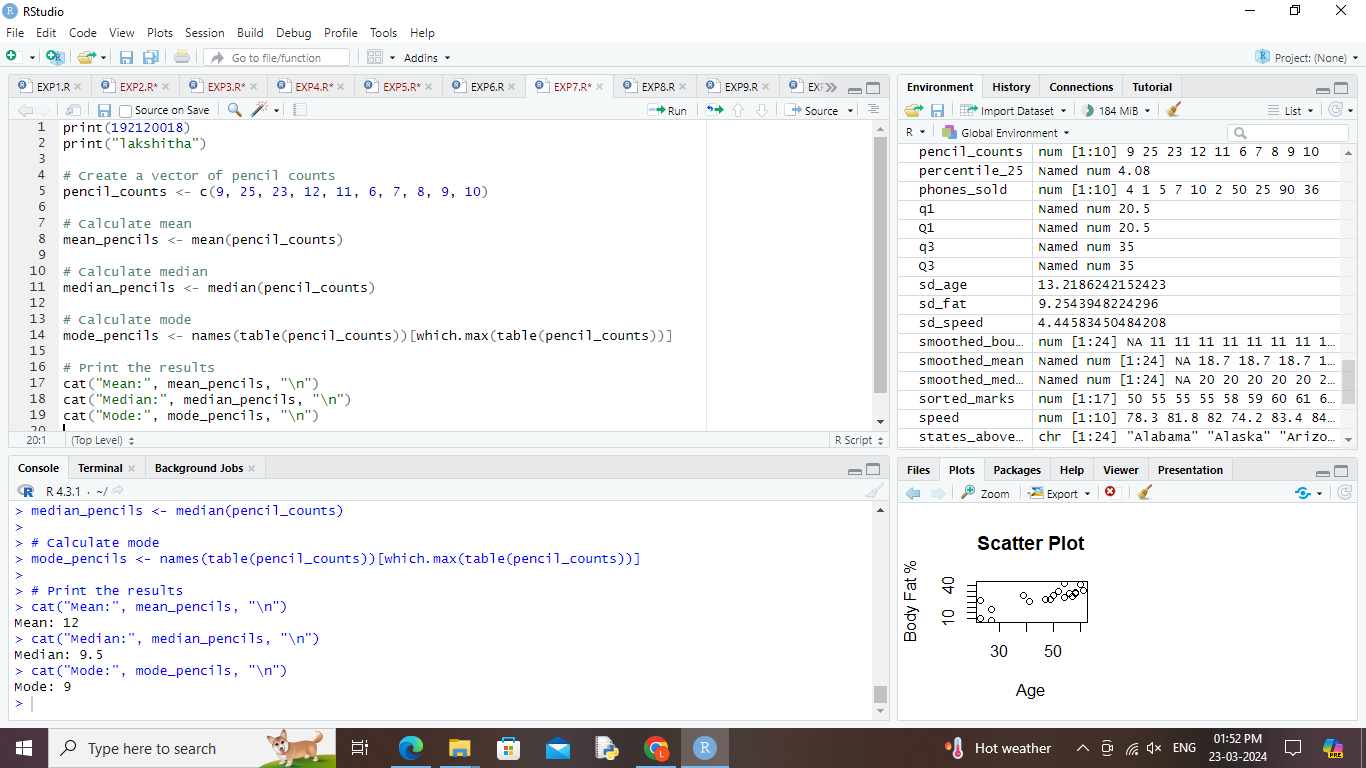 RStudio
File Edit Code View Plots Session Build Debug Profile Tools Help
Go to file/function Addins Project: (None)
EXP1.R EXP2.R* EXP3.R* EXP4.R* EXP5.R* EXP6.R EXP7.R* EXP8.R EXP9.R
Source on Save Run Source
1 print(192120018)
2 print("lakshitha")
3
4 # Create a vector of pencil counts
5 pencil_counts <- c(9, 25, 23, 12, 11, 6, 7, 8, 9, 10)
6
7 # Calculate mean
8 mean_pencils <- mean(pencil_counts)
9
10 # Calculate median
11 median_pencils <- median(pencil_counts)
12
13 # Calculate mode
14 mode_pencils <- names(table(pencil_counts))[which.max(table(pencil_counts))]
15
16 # Print the results
17 cat("Mean:", mean_pencils, "\n")
18 cat("Median:", median_pencils, "\n")
19 cat("Mode:", mode_pencils, "\n")
20
20:1 (Top Level) R Script
Console Terminal Background Jobs
R 4.3.1 · ~/
> median_pencils <- median(pencil_counts)
>
> # Calculate mode
> mode_pencils <- names(table(pencil_counts))[which.max(table(pencil_counts))]
>
> # Print the results
> cat("Mean:", mean_pencils, "\n")
Mean: 12
> cat("Median:", median_pencils, "\n")
Median: 9.5
> cat("Mode:", mode_pencils, "\n")
Mode: 9
>
Environment History Connections Tutorial
Import Dataset 184 MiB List
R Global Environment
pencil_counts num [1:10] 9 25 23 12 11 6 7 8 9 10
percentile_25 Named num 4.08
phones_sold num [1:10] 4 1 5 7 10 2 50 25 90 36
q1 Named num 20.5
Q1 Named num 20.5
q3 Named num 35
Q3 Named num 35
sd_age 13.2186242152423
sd_fat 9.2543948224296
sd_speed 4.44583450484208
smoothed_bou… num [1:24] NA 11 11 11 11 11 11 11 1…
smoothed_mean Named num [1:24] NA 18.7 18.7 18.7 1…
smoothed_med… Named num [1:24] NA 20 20 20 20 20 2…
sorted_marks num [1:17] 50 55 55 55 58 59 60 61 6…
speed num [1:10] 78.3 81.8 82 74.2 83.4 84…
states_above… chr [1:24] "Alabama" "Alaska" "Arizo…
Files Plots Packages Help Viewer Presentation
Zoom Export
Scatter Plot
Body Fat %
40
10
30 50
Age
Type here to search
Hot weather
ENG
01:52 PM
23-03-2024
PRE